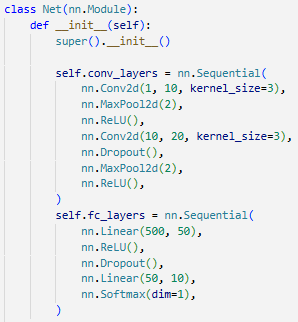 class Net(nn.Module):
    def __init__(self):
        super().__init__()

        self.conv_layers = nn.Sequential(
            nn.Conv2d(1, 10, kernel_size=3),
            nn.MaxPool2d(2),
            nn.ReLU(),
            nn.Conv2d(10, 20, kernel_size=3),
            nn.Dropout(),
            nn.MaxPool2d(2),
            nn.ReLU(),
        )
        self.fc_layers = nn.Sequential(
            nn.Linear(500, 50),
            nn.ReLU(),
            nn.Dropout(),
            nn.Linear(50, 10),
            nn.Softmax(dim=1),
        )